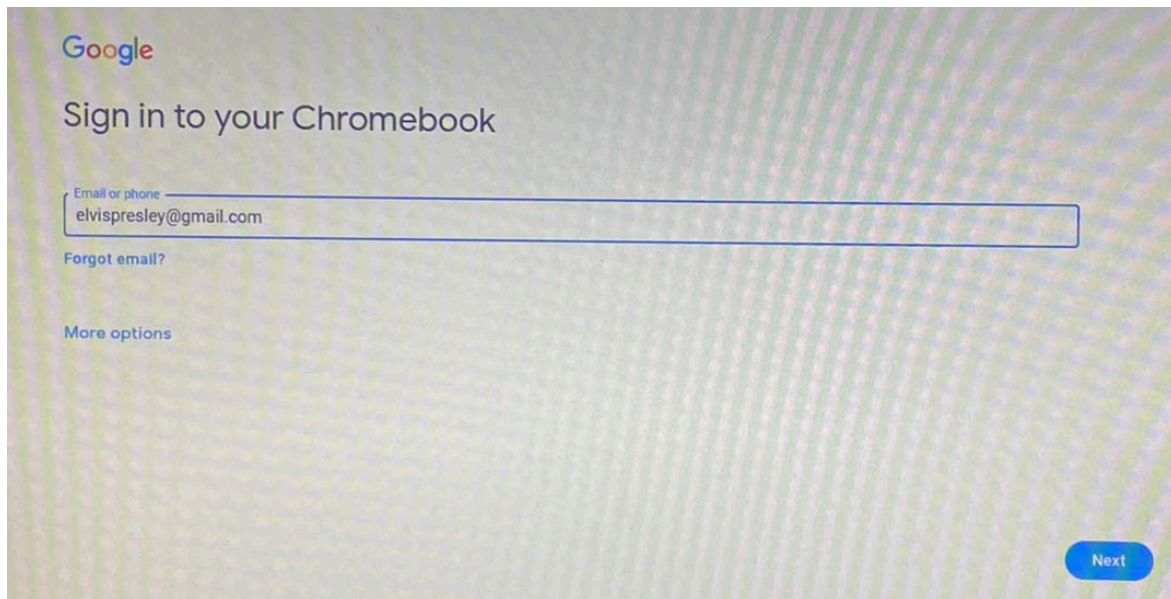 Google
Sign in to your Chromebook
Email or phone
elvispresley@gmail.com
Forgot email?
More options
Next